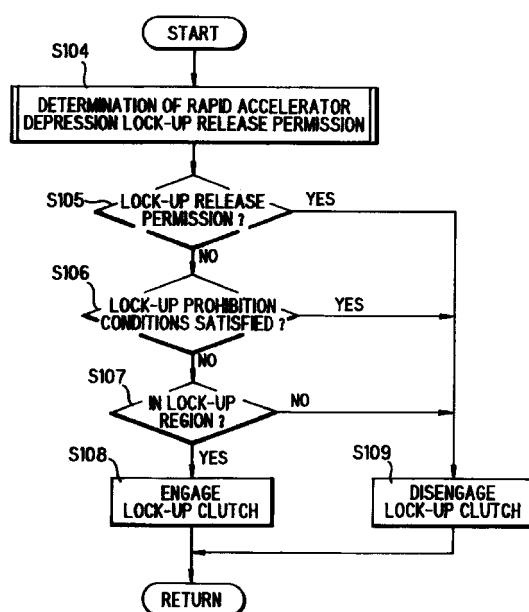 START
S104
DETERMINATION OF RAPID ACCELERATOR
DEPRESSION LOCK-UP RELEASE PERMISSION
S105
LOCK-UP RELEASE
PERMISSION ?
YES
NO
S106
LOCK-UP PROHIBITION
CONDITIONS SATISFIED ?
YES
NO
S107
IN LOCK-UP
REGION ?
NO
YES
S108
ENGAGE
LOCK-UP CLUTCH
S109
DISENGAGE
LOCK-UP CLUTCH
RETURN